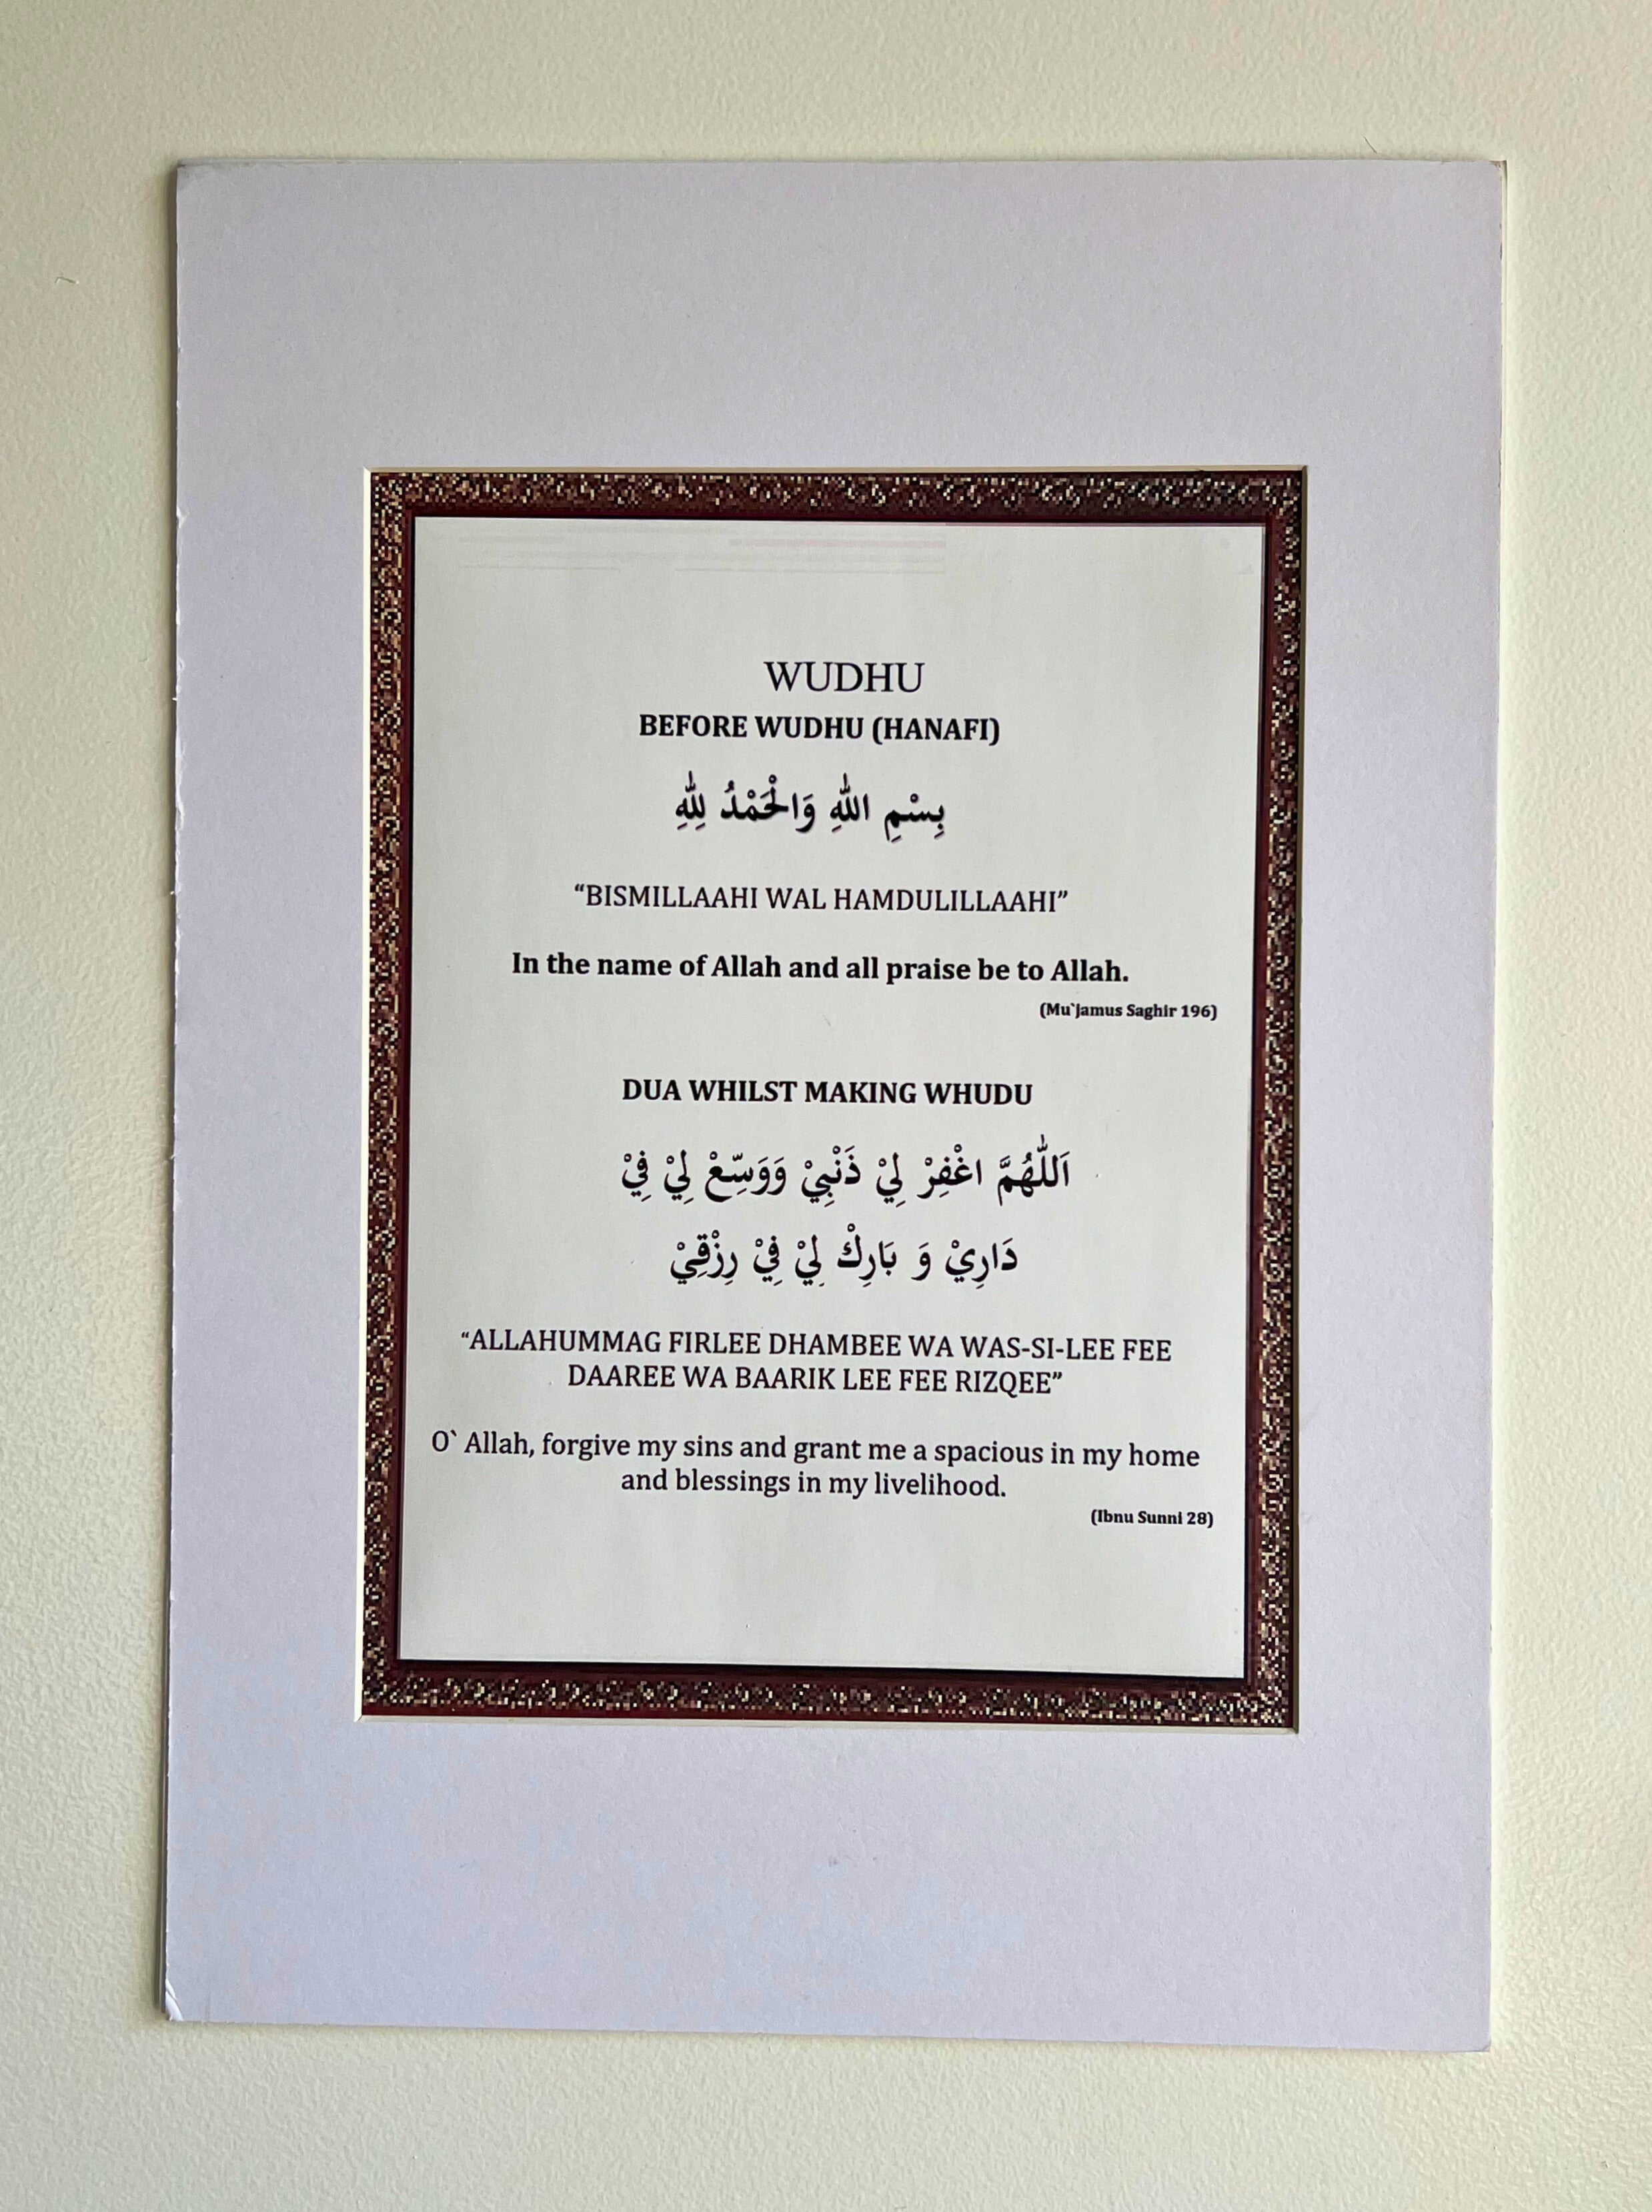 WUDHU
BEFORE WUDHU (HANAFI)
بِسْمِ اللّٰهِ وَالْحَمْدُ لِلّٰهِ
“BISMILLAAHI WAL HAMDULILLAAHI”
In the name of Allah and all praise be to Allah.
(Mu`jamus Saghir 196)
DUA WHILST MAKING WHUDU
اَللّٰهُمَّ اغْفِرْ لِيْ ذَنْبِيْ وَوَسِّعْ لِيْ فِيْ
دَارِيْ وَ بَارِكْ لِيْ فِيْ رِزْقِيْ
“ALLAHUMMAG FIRLEE DHAMBEE WA WAS-SI-LEE FEE
DAAREE WA BAARIK LEE FEE RIZQEE”
O` Allah, forgive my sins and grant me a spacious in my home
and blessings in my livelihood.
(Ibnu Sunni 28)